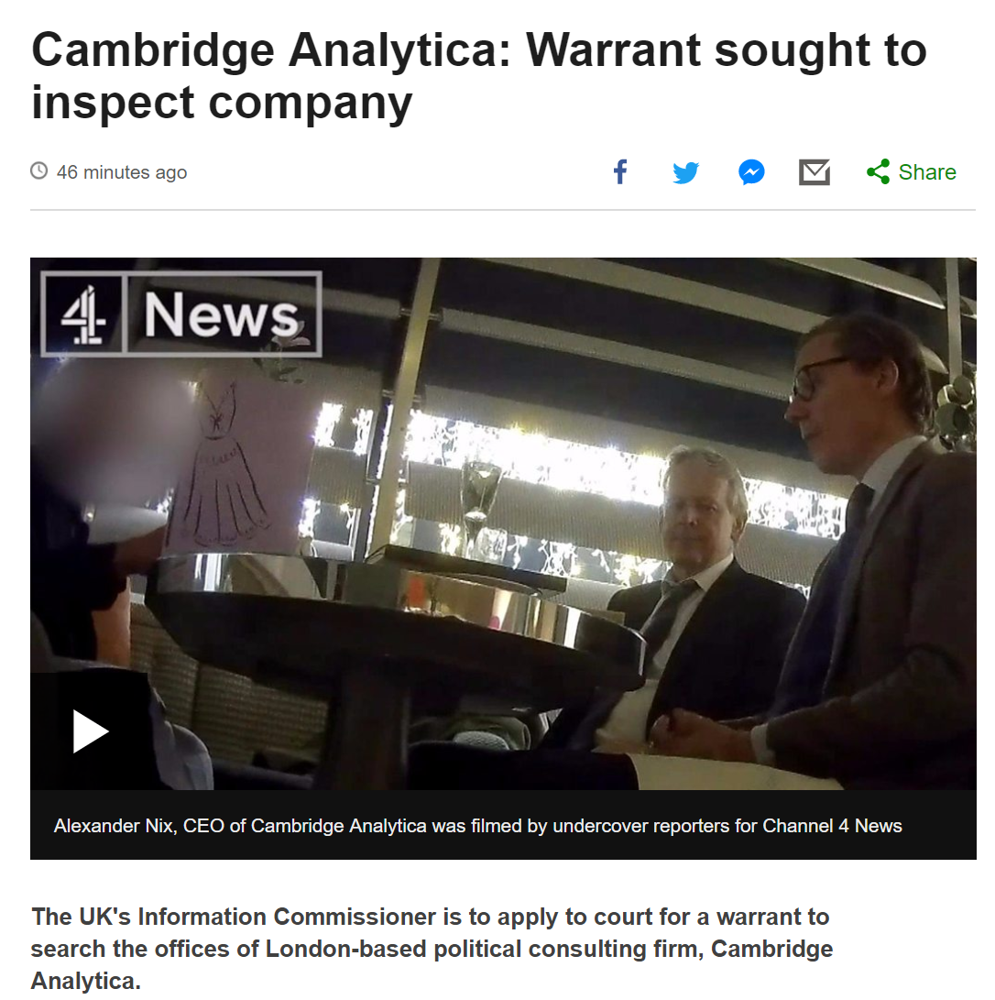 Cambridge Analytica: Warrant sought to
inspect company
46 minutes ago
Share
4 News
Alexander Nix, CEO of Cambridge Analytica was filmed by undercover reporters for Channel 4 News
The UK's Information Commissioner is to apply to court for a warrant to
search the offices of London-based political consulting firm, Cambridge
Analytica.